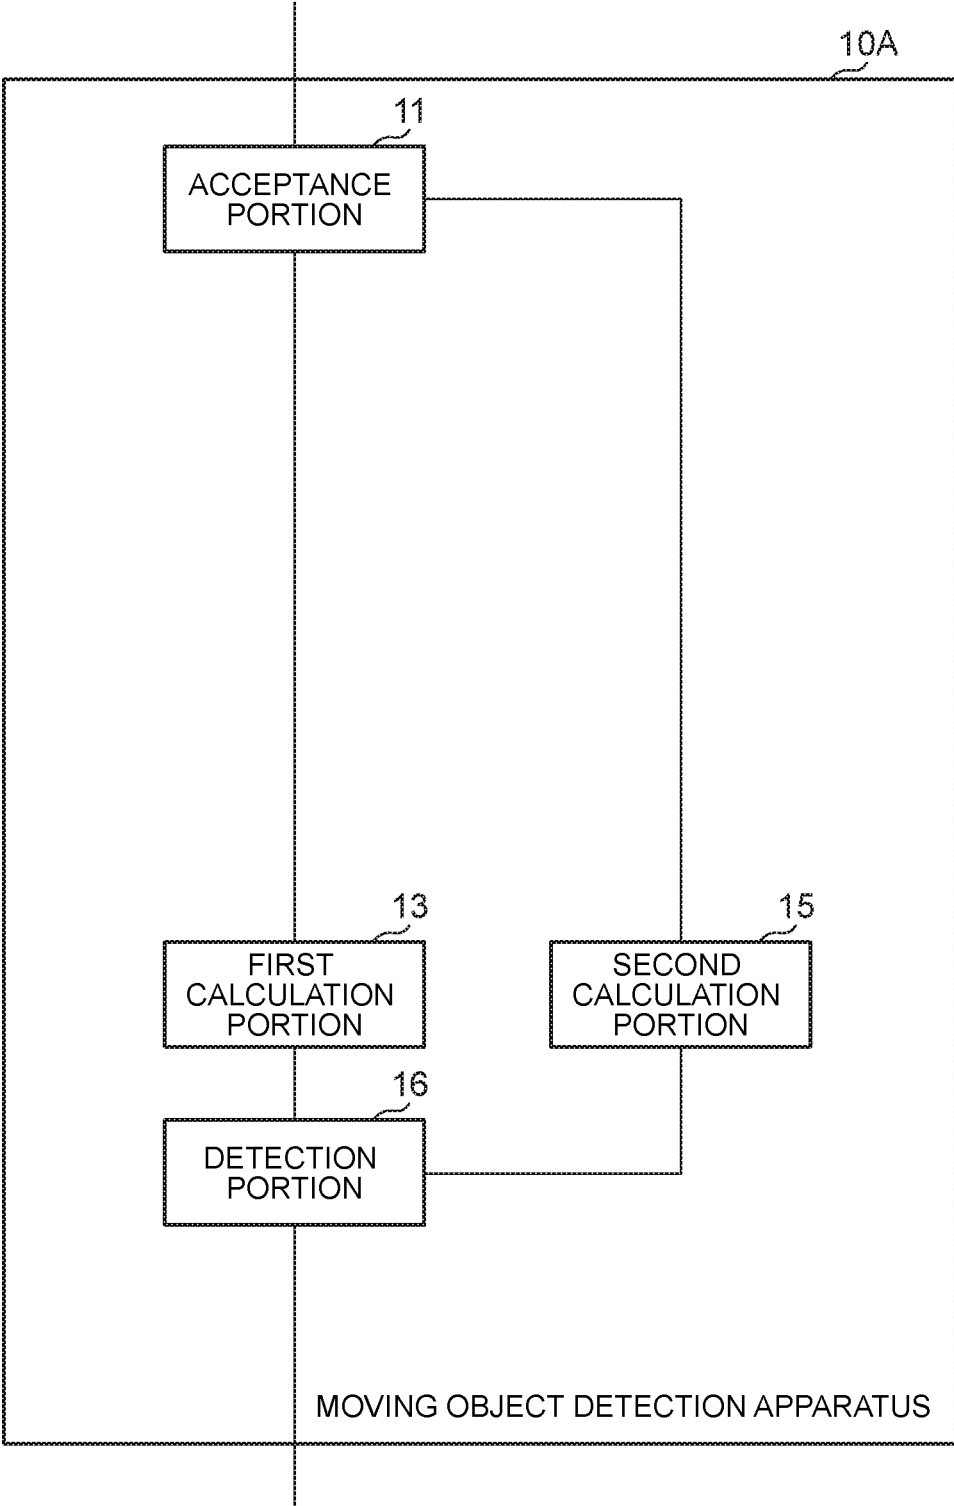 10A
11
ACCEPTANCE
PORTION
13
FIRST
CALCULATION
PORTION
15
SECOND
CALCULATION
PORTION
16
DETECTION
PORTION
MOVING OBJECT DETECTION APPARATUS